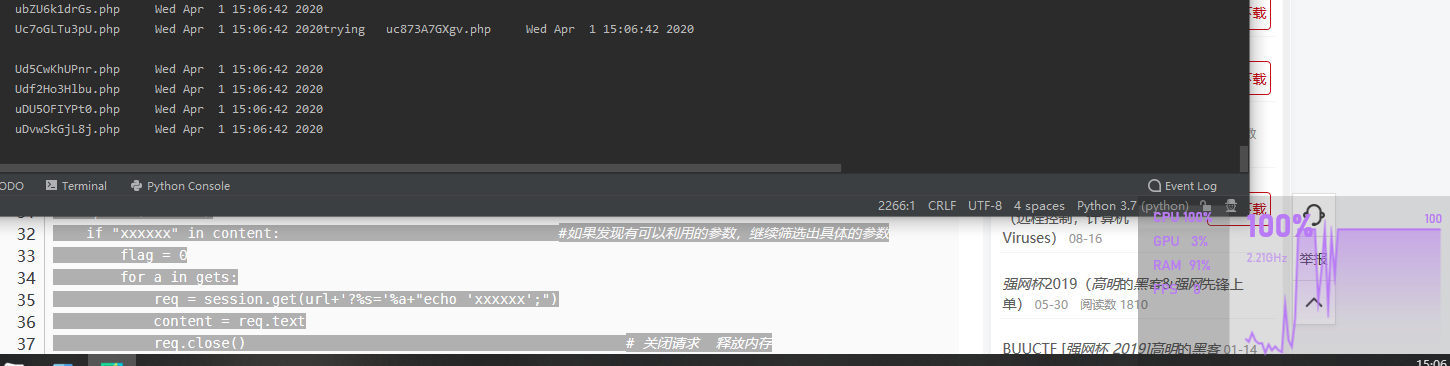 ubZU6k1drGs.php Wed Apr 1 15:06:42 2020
下载
Uc7oGLTu3pU.php Wed Apr 1 15:06:42 2020trying uc873A7GXgv.php Wed Apr 1 15:06:42 2020
Ud5CwKhUPnr.php Wed Apr 1 15:06:42 2020
下载
Udf2Ho3Hlbu.php Wed Apr 1 15:06:42 2020
uDU5OFIYPt0.php Wed Apr 1 15:06:42 2020
uDvwSkGjL8j.php Wed Apr 1 15:06:42 2020
数
ODO Terminal Python Console Event Log
2266:1 CRLF UTF-8 4 spaces Python 3.7 (python)
下载
（远程控制，计算机
Viruses） 08-16
CPU 100%
GPU 3%
RAM 91%
FPS
100%
100
2.21GHz
举报
32 if "xxxxxx" in content: #如果发现有可以利用的参数，继续筛选出具体的参数
33 flag = 0
34 for a in gets:
35 req = session.get(url+'?%s='%a+"echo 'xxxxxx';")
36 content = req.text
37 req.close() # 关闭请求 释放内存
强网杯2019（高明的黑客&强网先锋上
单） 05-30 阅读数 1810
BUUCTF [强网杯 2019]高明的黑客 01-14
15:06